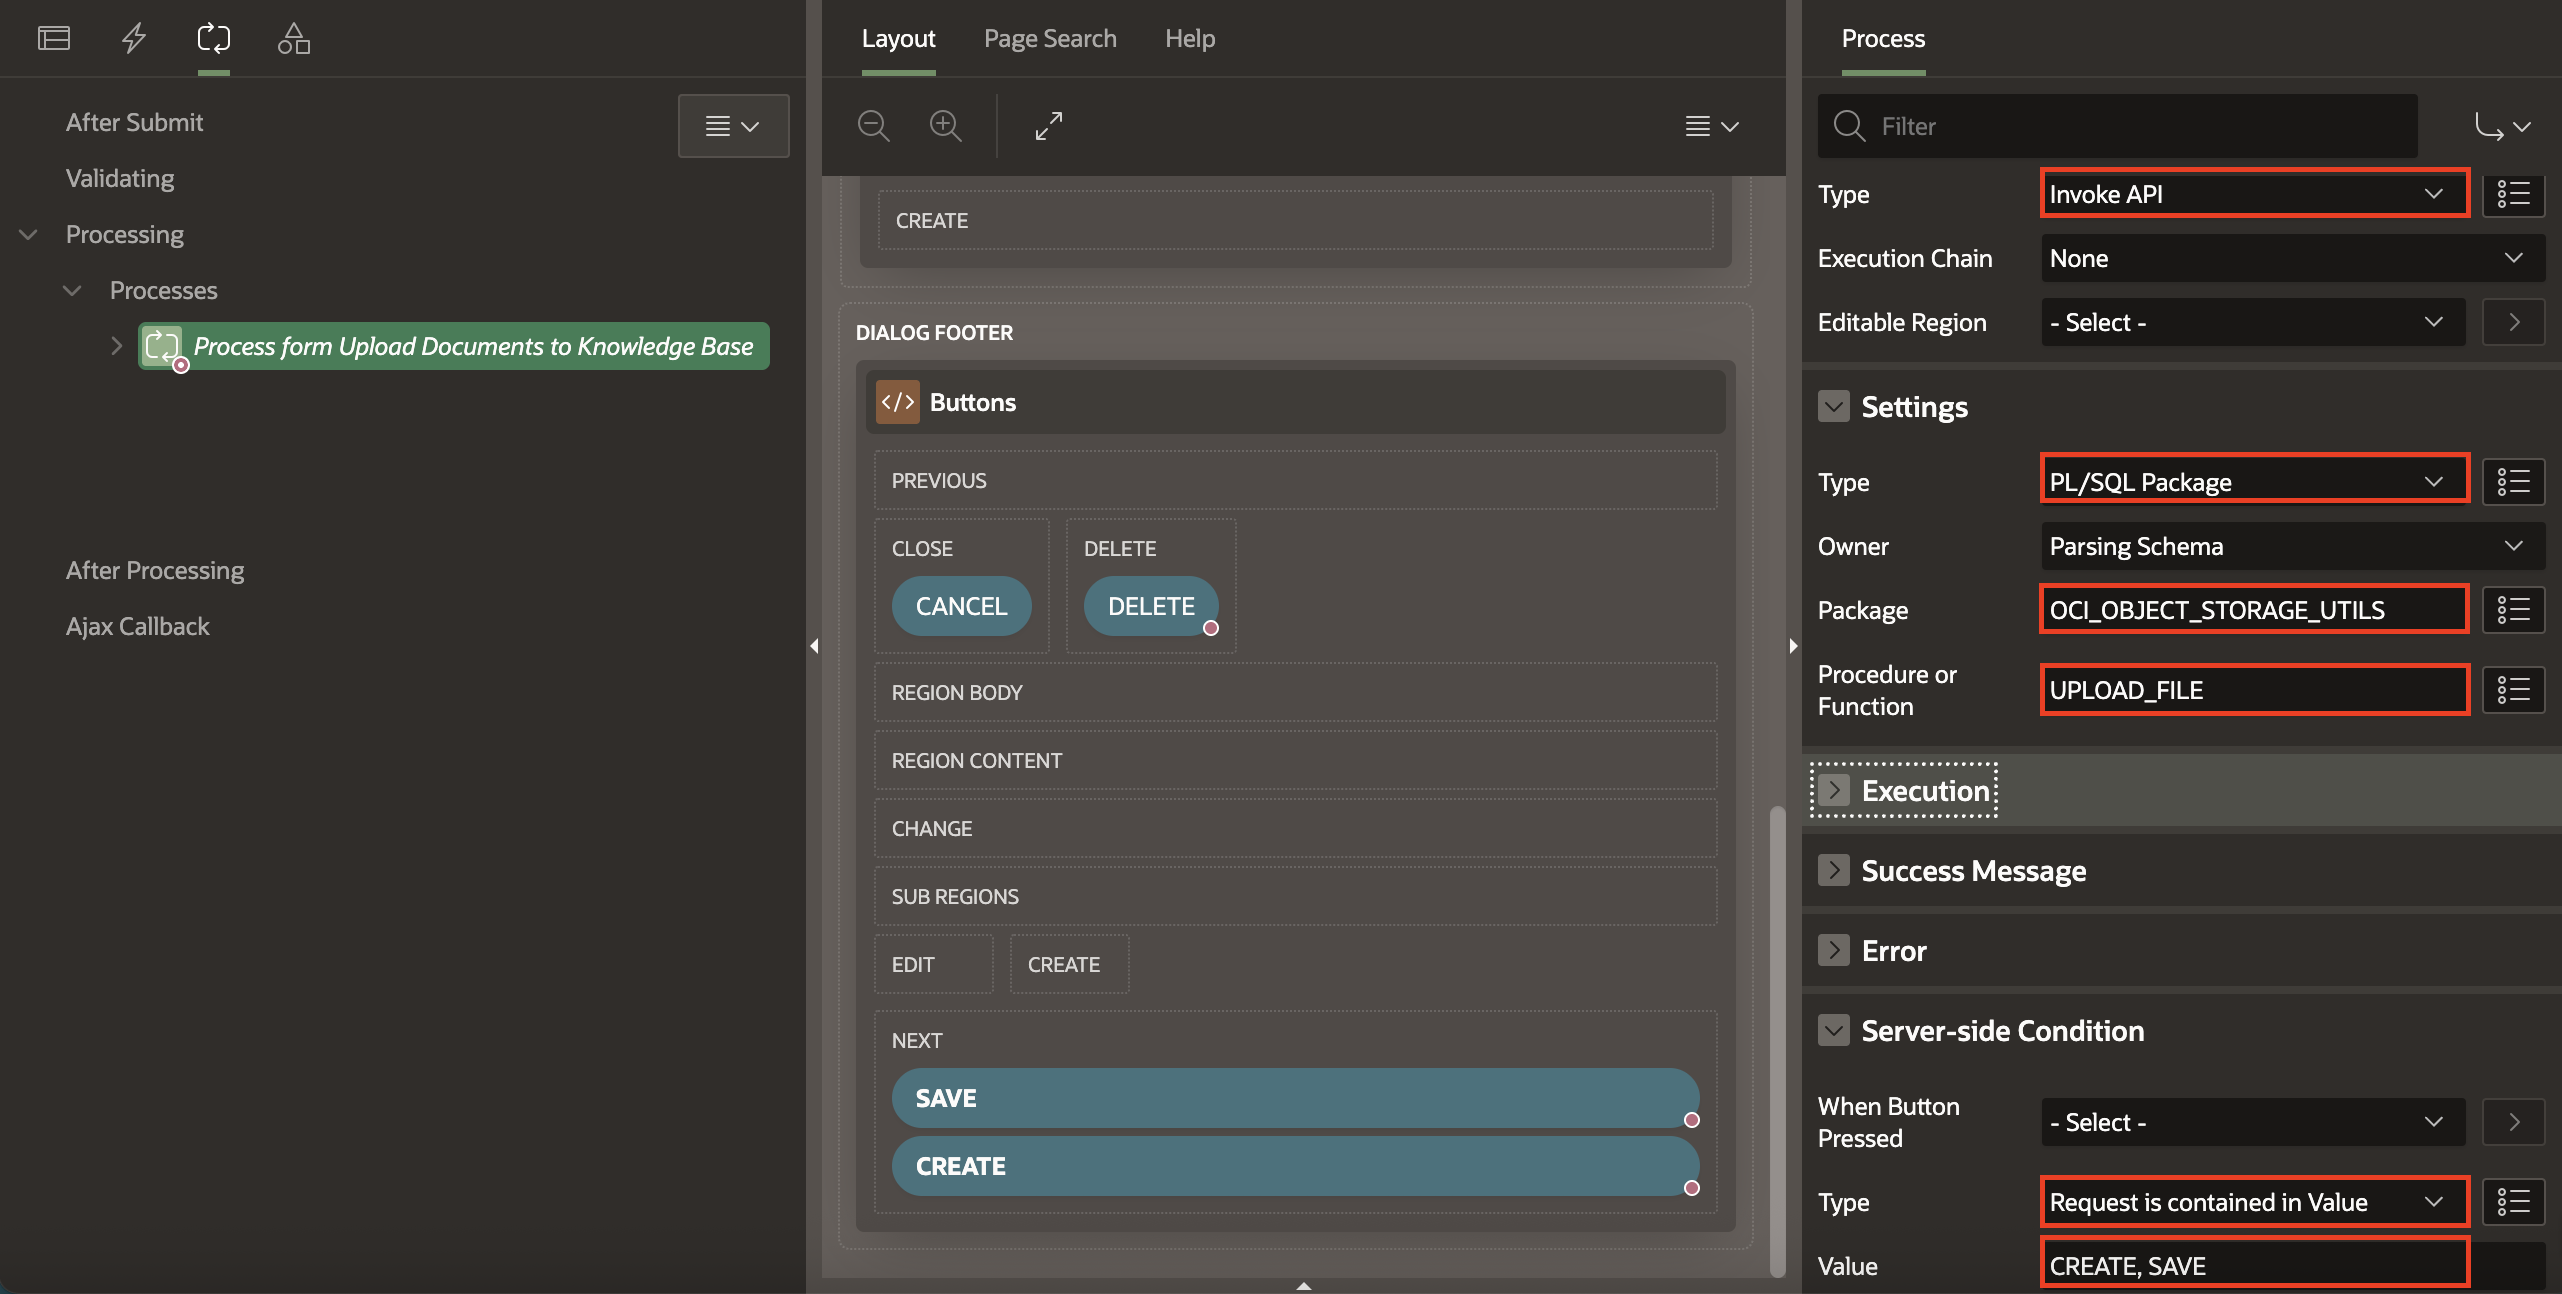 After Submit
Validating
Processing
Processes
Process form Upload Documents to Knowledge Base
After Processing
Ajax Callback
Layout
Page Search
Help
CREATE
DIALOG FOOTER
</> Buttons
PREVIOUS
CLOSE
DELETE
CANCEL
DELETE
REGION BODY
REGION CONTENT
CHANGE
SUB REGIONS
EDIT
CREATE
NEXT
SAVE
CREATE
Process
Filter
Type
Invoke API
Execution Chain
None
Editable Region
- Select -
Settings
Type
PL/SQL Package
Owner
Parsing Schema
Package
OCI_OBJECT_STORAGE_UTILS
Procedure or
Function
UPLOAD_FILE
Execution
Success Message
Error
Server-side Condition
When Button
Pressed
- Select -
Type
Request is contained in Value
Value
CREATE, SAVE